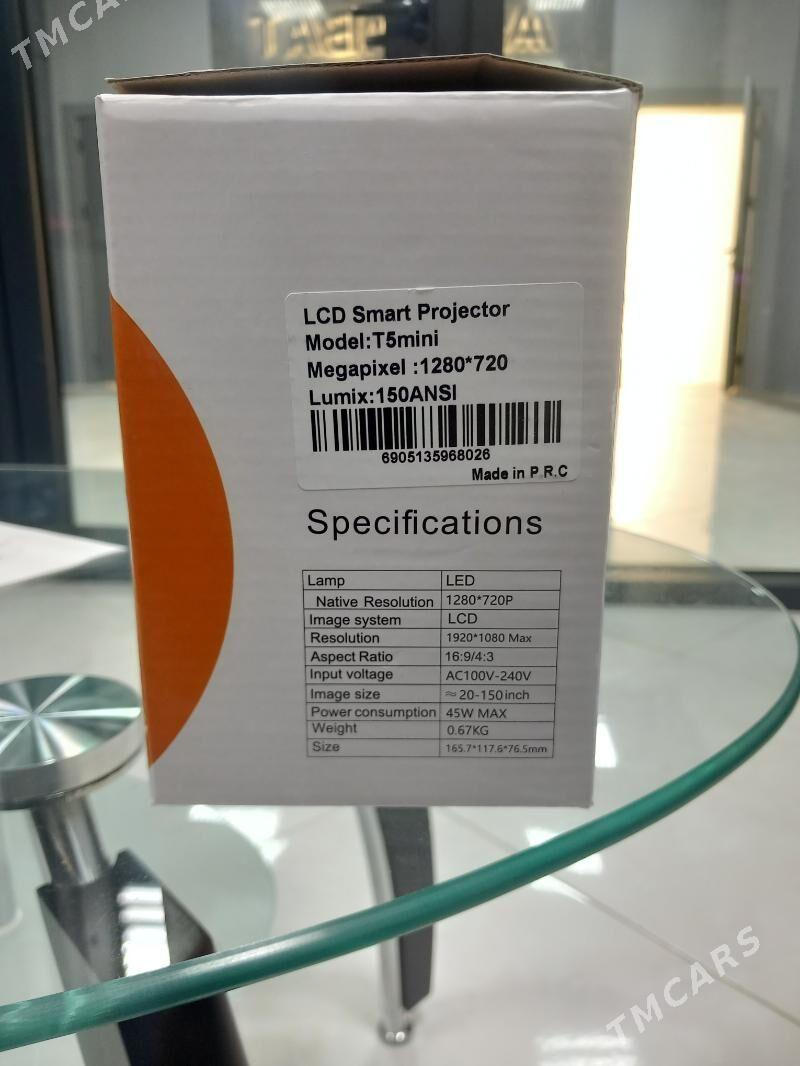 TMCARS
LCD Smart Projector
Model:T5mini
Megapixel :1280*720
Lumix:150ANSI
6905135968026
Made in P.R.C
Specifications
Lamp LED
Native Resolution 1280*720P
Image system LCD
Resolution 1920*1080 Max
Aspect Ratio 16:9/4:3
Input voltage AC100V-240V
Image size ≈20-150inch
Power consumption 45W MAX
Weight 0.67KG
Size 165.7*117.6*76.5mm
TMCARS